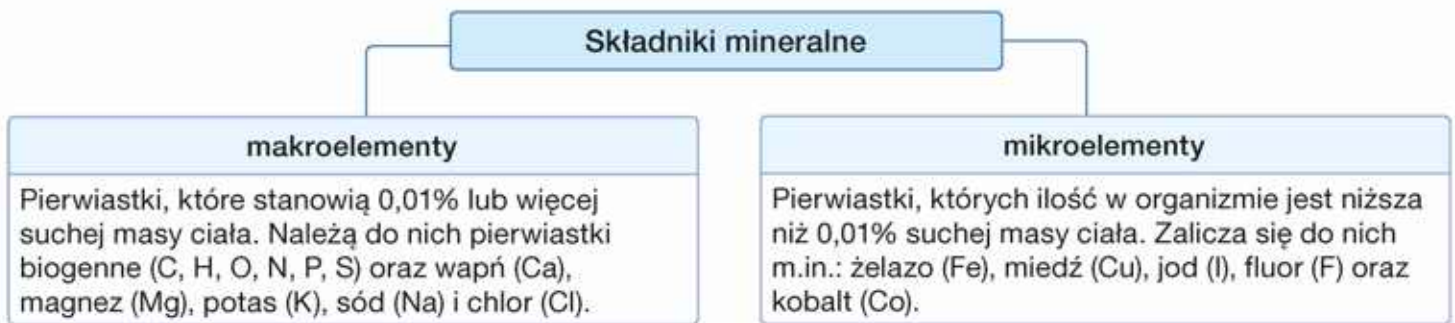 Składniki mineralne
makroelementy
Pierwiastki, które stanowią 0,01% lub więcej
suchej masy ciała. Należą do nich pierwiastki
biogenne (C, H, O, N, P, S) oraz wapń (Ca),
magnez (Mg), potas (K), sód (Na) i chlor (Cl).
mikroelementy
Pierwiastki, których ilość w organizmie jest niższa
niż 0,01% suchej masy ciała. Zalicza się do nich
m.in.: żelazo (Fe), miedź (Cu), jod (I), fluor (F) oraz
kobalt (Co).